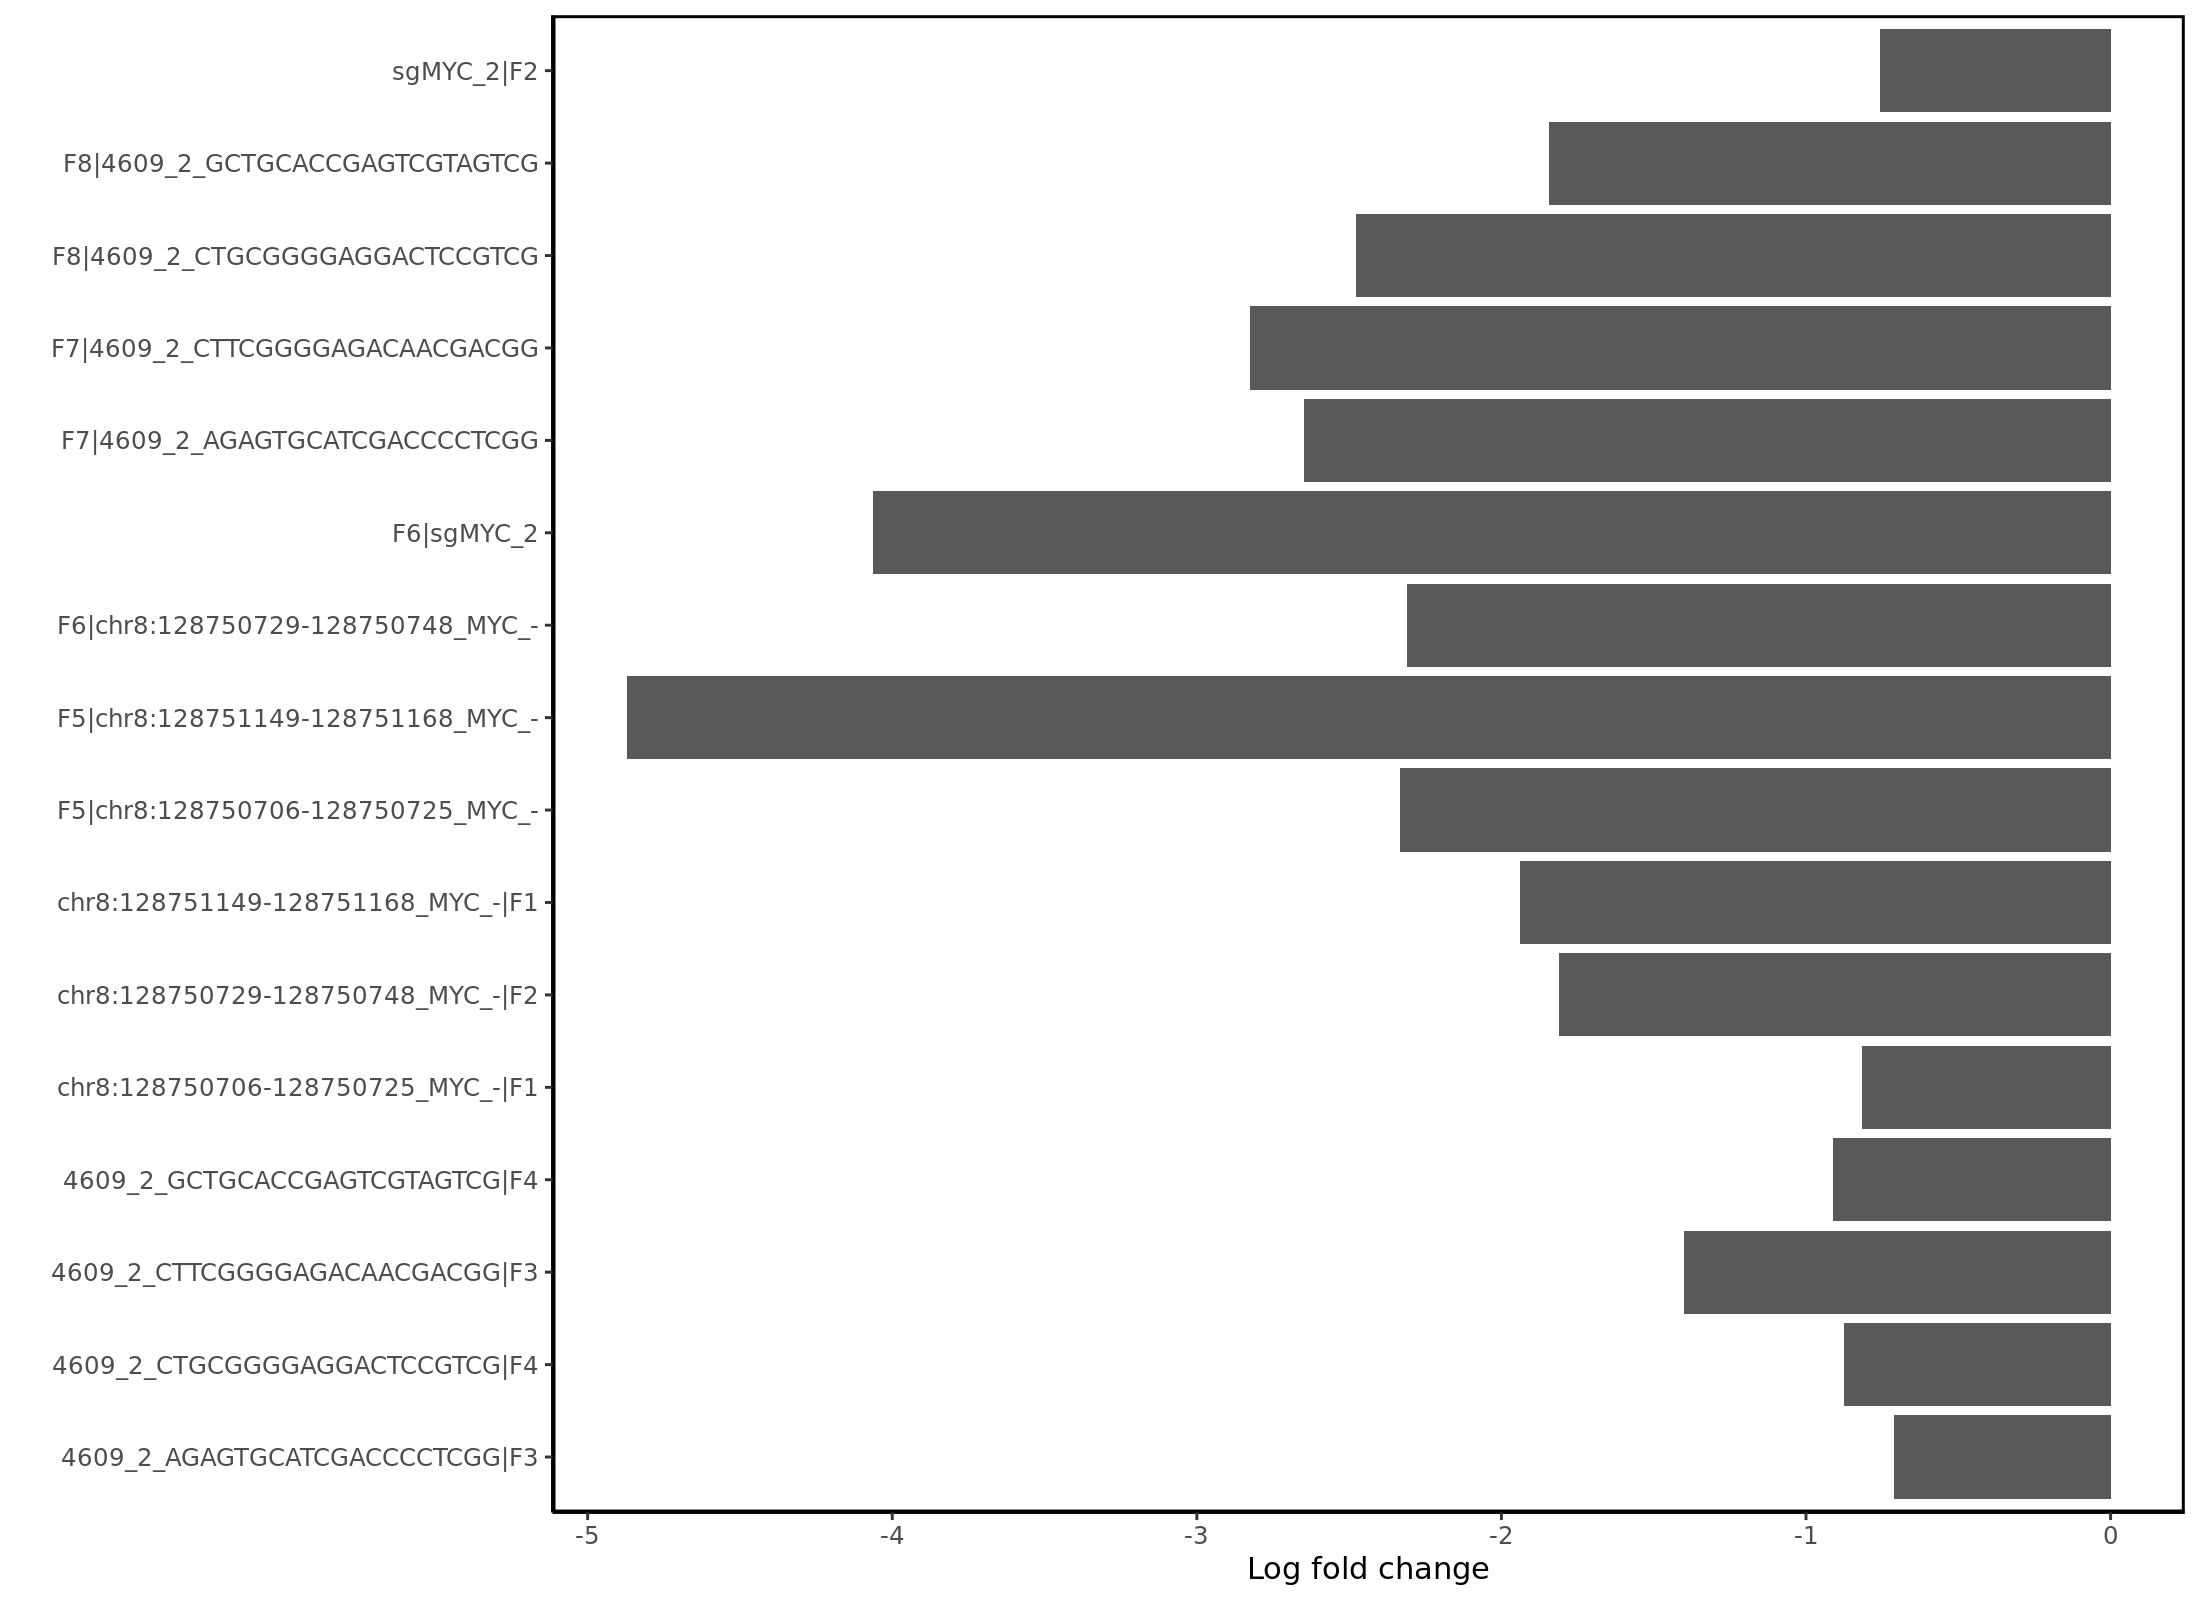 sgMYC_2|F2
F8|4609_2_GCTGCACCGAGTCGTAGTCG
F8|4609_2_CTGCGGGGAGGACTCCGTCG
F7|4609_2_CTTCGGGGAGACAACGACGG
F7|4609_2_AGAGTGCATCGACCCCTCGG
F6|sgMYC_2
F6|chr8:128750729-128750748_MYC_-
F5|chr8:128751149-128751168_MYC_-
F5|chr8:128750706-128750725_MYC_-
chr8:128751149-128751168_MYC_-|F1
chr8:128750729-128750748_MYC_-|F2
chr8:128750706-128750725_MYC_-|F1
4609_2_GCTGCACCGAGTCGTAGTCG|F4
4609_2_CTTCGGGGAGACAACGACGG|F3
4609_2_CTGCGGGGAGGACTCCGTCG|F4
4609_2_AGAGTGCATCGACCCCTCGG|F3
-5 -4 -3 -2 -1 0
Log fold change